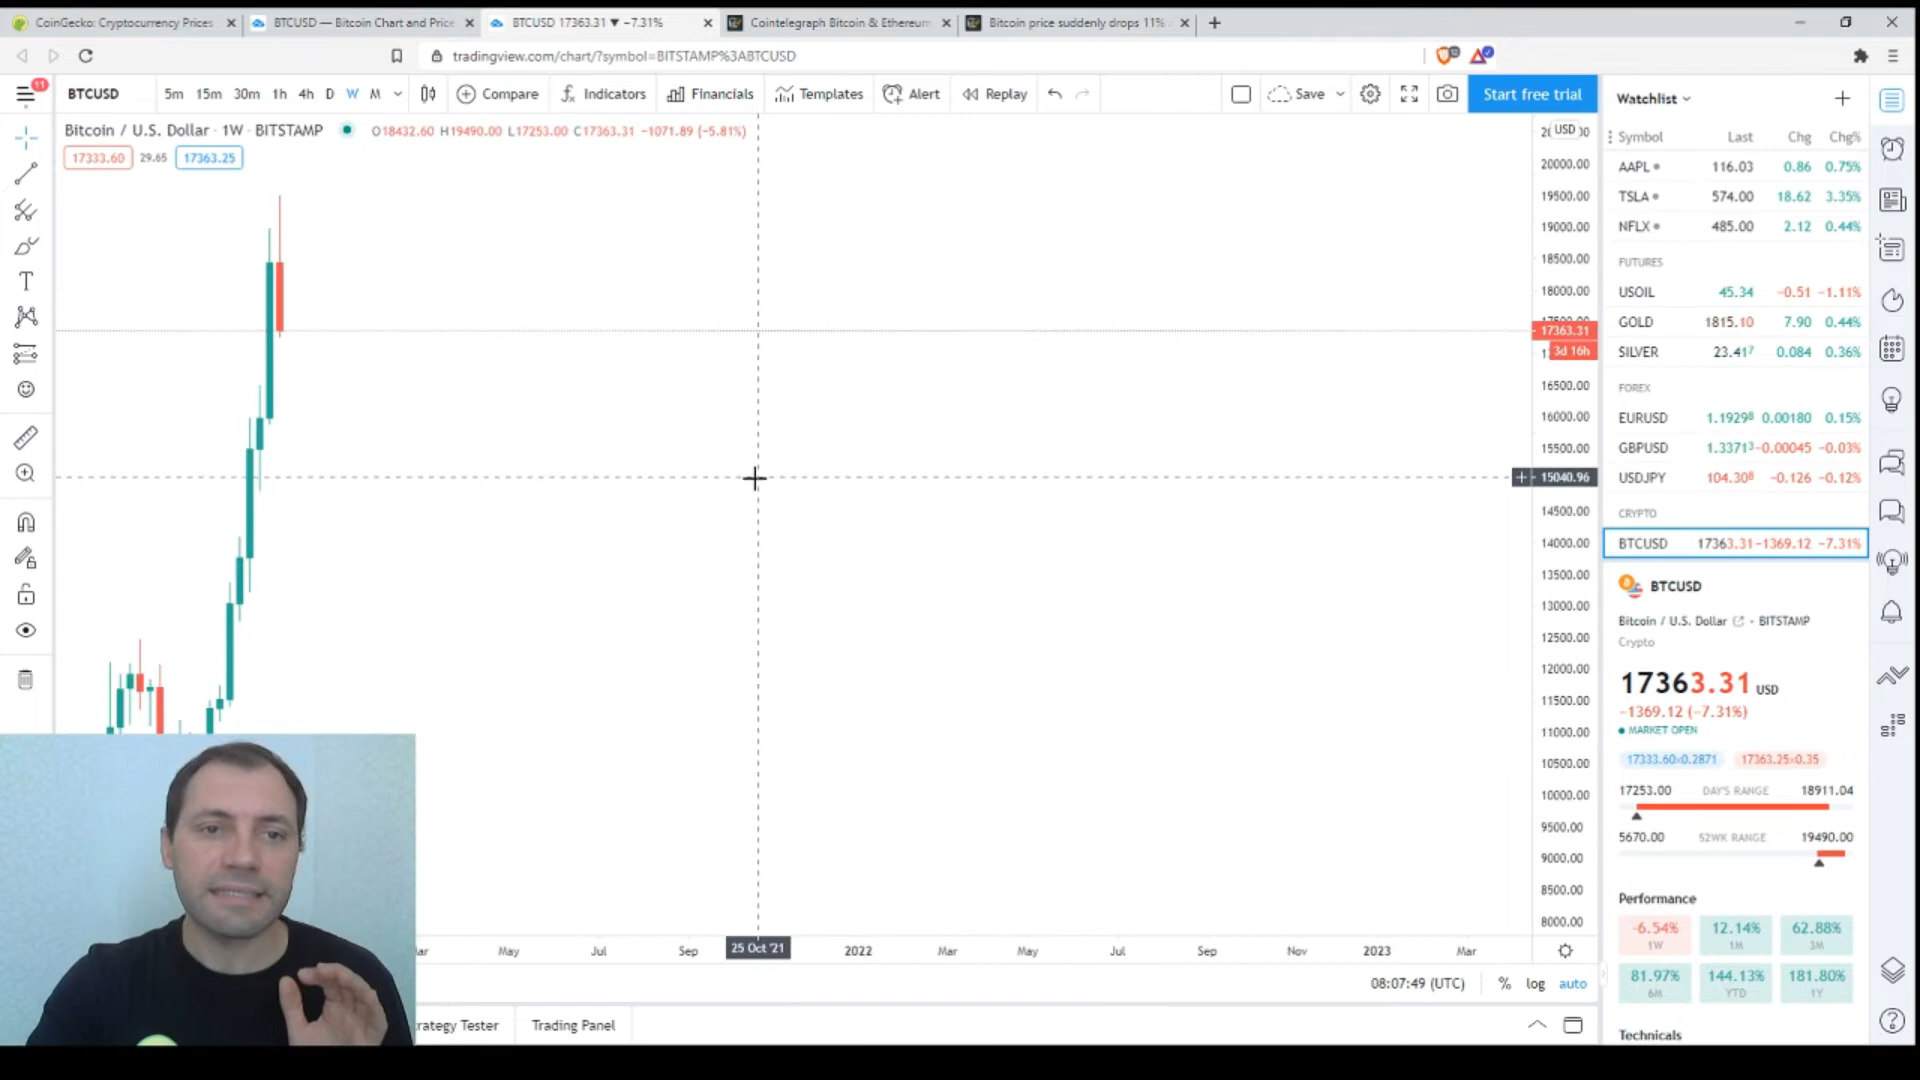 CoinGecko: Cryptocurrency Prices
BTCUSD — Bitcoin Chart and Price
BTCUSD 17363.31 ▼ −7.31%
Cointelegraph Bitcoin & Ethereum
Bitcoin price suddenly drops 11%
tradingview.com/chart/?symbol=BITSTAMP%3ABTCUSD
11
BTCUSD 5m 15m 30m 1h 4h D W M Compare Indicators Financials Templates Alert Replay Save Start free trial
Bitcoin / U.S. Dollar · 1W · BITSTAMP O18432.60 H19490.00 L17253.00 C17363.31 −1071.89 (−5.81%)
17333.60 29.65 17363.25
USD
20000.00
19500.00
19000.00
18500.00
18000.00
17363.31
3d 16h
16500.00
16000.00
15500.00
15040.96
14500.00
14000.00
13500.00
13000.00
12500.00
12000.00
11500.00
11000.00
10500.00
10000.00
9500.00
9000.00
8500.00
8000.00
May Jul Sep 25 Oct '21 2022 Mar May Jul Sep Nov 2023 Mar
08:07:49 (UTC) % log auto
rategy Tester Trading Panel
Watchlist
Symbol Last Chg Chg%
AAPL 116.03 0.86 0.75%
TSLA 574.00 18.62 3.35%
NFLX 485.00 2.12 0.44%
FUTURES
USOIL 45.34 −0.51 −1.11%
GOLD 1815.10 7.90 0.44%
SILVER 23.417 0.084 0.36%
FOREX
EURUSD 1.19298 0.00180 0.15%
GBPUSD 1.33713 −0.00045 −0.03%
USDJPY 104.308 −0.126 −0.12%
CRYPTO
BTCUSD 17363.31 −1369.12 −7.31%
BTCUSD
Bitcoin / U.S. Dollar • BITSTAMP
Crypto
17363.31 USD
−1369.12 (−7.31%)
MARKET OPEN
17333.60×0.2871 17363.25×0.35
17253.00 DAY'S RANGE 18911.04
5670.00 52WK RANGE 19490.00
Performance
-6.54% 12.14% 62.88%
1W 1M 3M
81.97% 144.13% 181.80%
6M YTD 1Y
Technicals